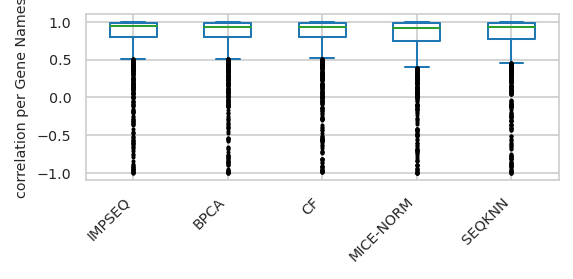 correlation per Gene Names
1.0
0.5
0.0
−0.5
−1.0
IMPSEQ
BPCA
CF
MICE-NORM
SEQKNN